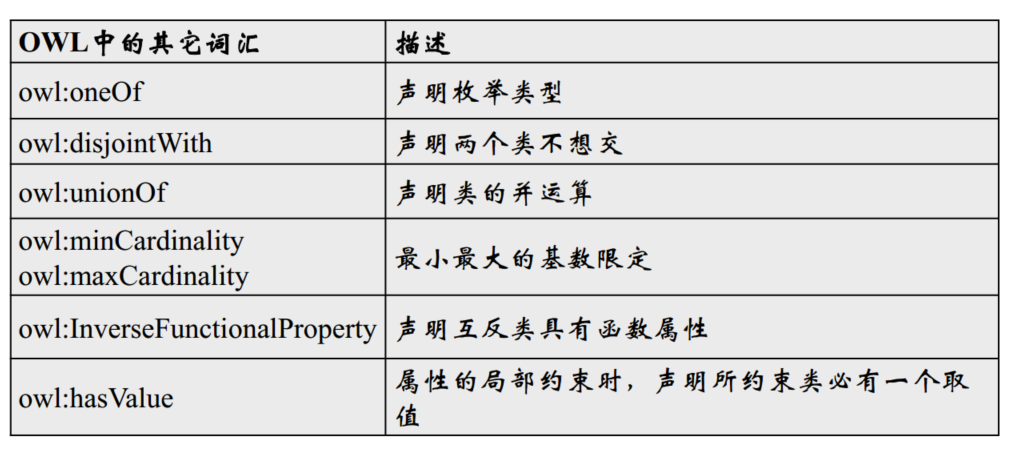 OWL中的其它词汇 描述
owl:oneOf 声明枚举类型
owl:disjointWith 声明两个类不想交
owl:unionOf 声明类的并运算
owl:minCardinality
owl:maxCardinality
最小最大的基数限定
owl:InverseFunctionalProperty 声明互反类具有函数属性
owl:hasValue
属性的局部约束时，声明所约束类必有一个取
值